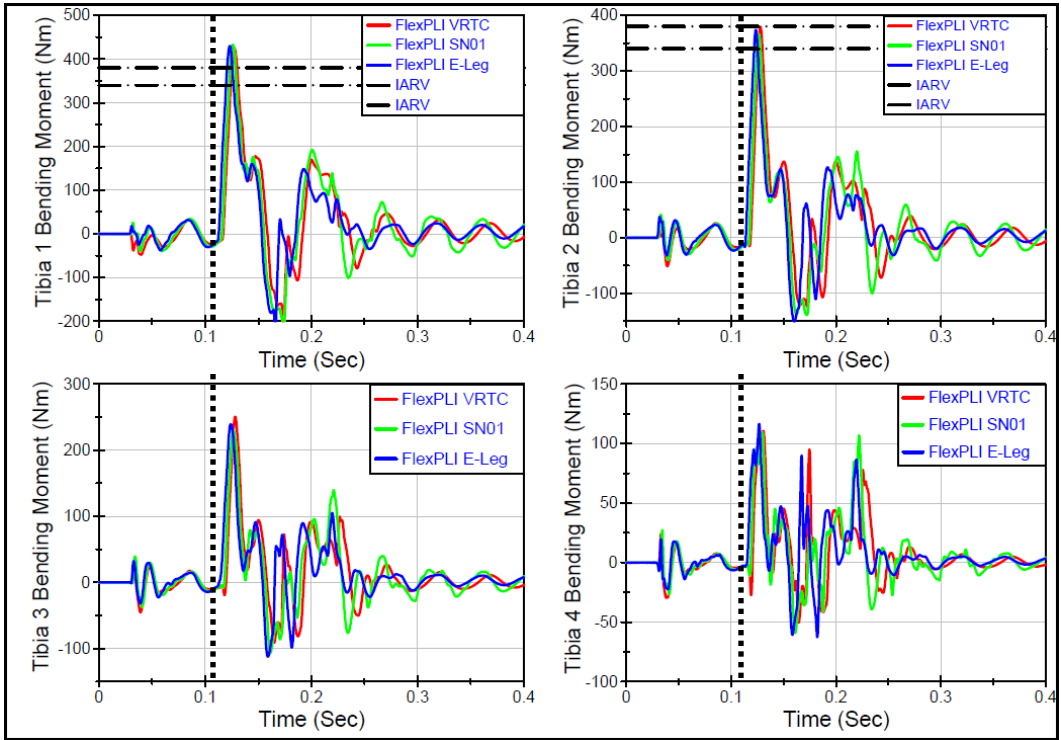 Tibia 1 Bending Moment (Nm)
500
400
300
200
100
0
-100
-200
0
0.1
0.2
0.3
0.4
Time (Sec)
FlexPLI VRTC
FlexPLI SN01
FlexPLI E-Leg
IARV
IARV
Tibia 2 Bending Moment (Nm)
400
300
200
100
0
-100
0
0.1
0.2
0.3
0.4
Time (Sec)
FlexPLI VRTC
FlexPLI SN01
FlexPLI E-Leg
IARV
IARV
Tibia 3 Bending Moment (Nm)
300
200
100
0
-100
0
0.1
0.2
0.3
0.4
Time (Sec)
FlexPLI VRTC
FlexPLI SN01
FlexPLI E-Leg
Tibia 4 Bending Moment (Nm)
150
100
50
0
-50
-100
0
0.1
0.2
0.3
0.4
Time (Sec)
FlexPLI VRTC
FlexPLI SN01
FlexPLI E-Leg